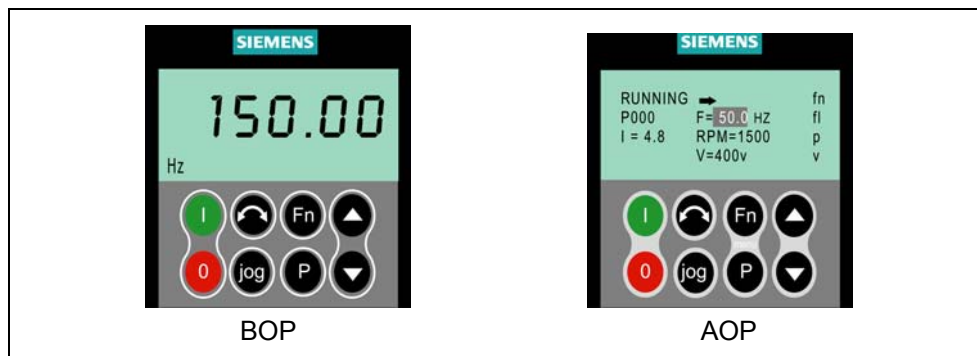 SIEMENS
150.00
Hz
I
Fn
0
jog
P
BOP
SIEMENS
RUNNING fn
P000 F= 50.0 HZ fl
I = 4.8 RPM=1500 p
V=400v v
I
Fn
menu
0
jog
P
AOP